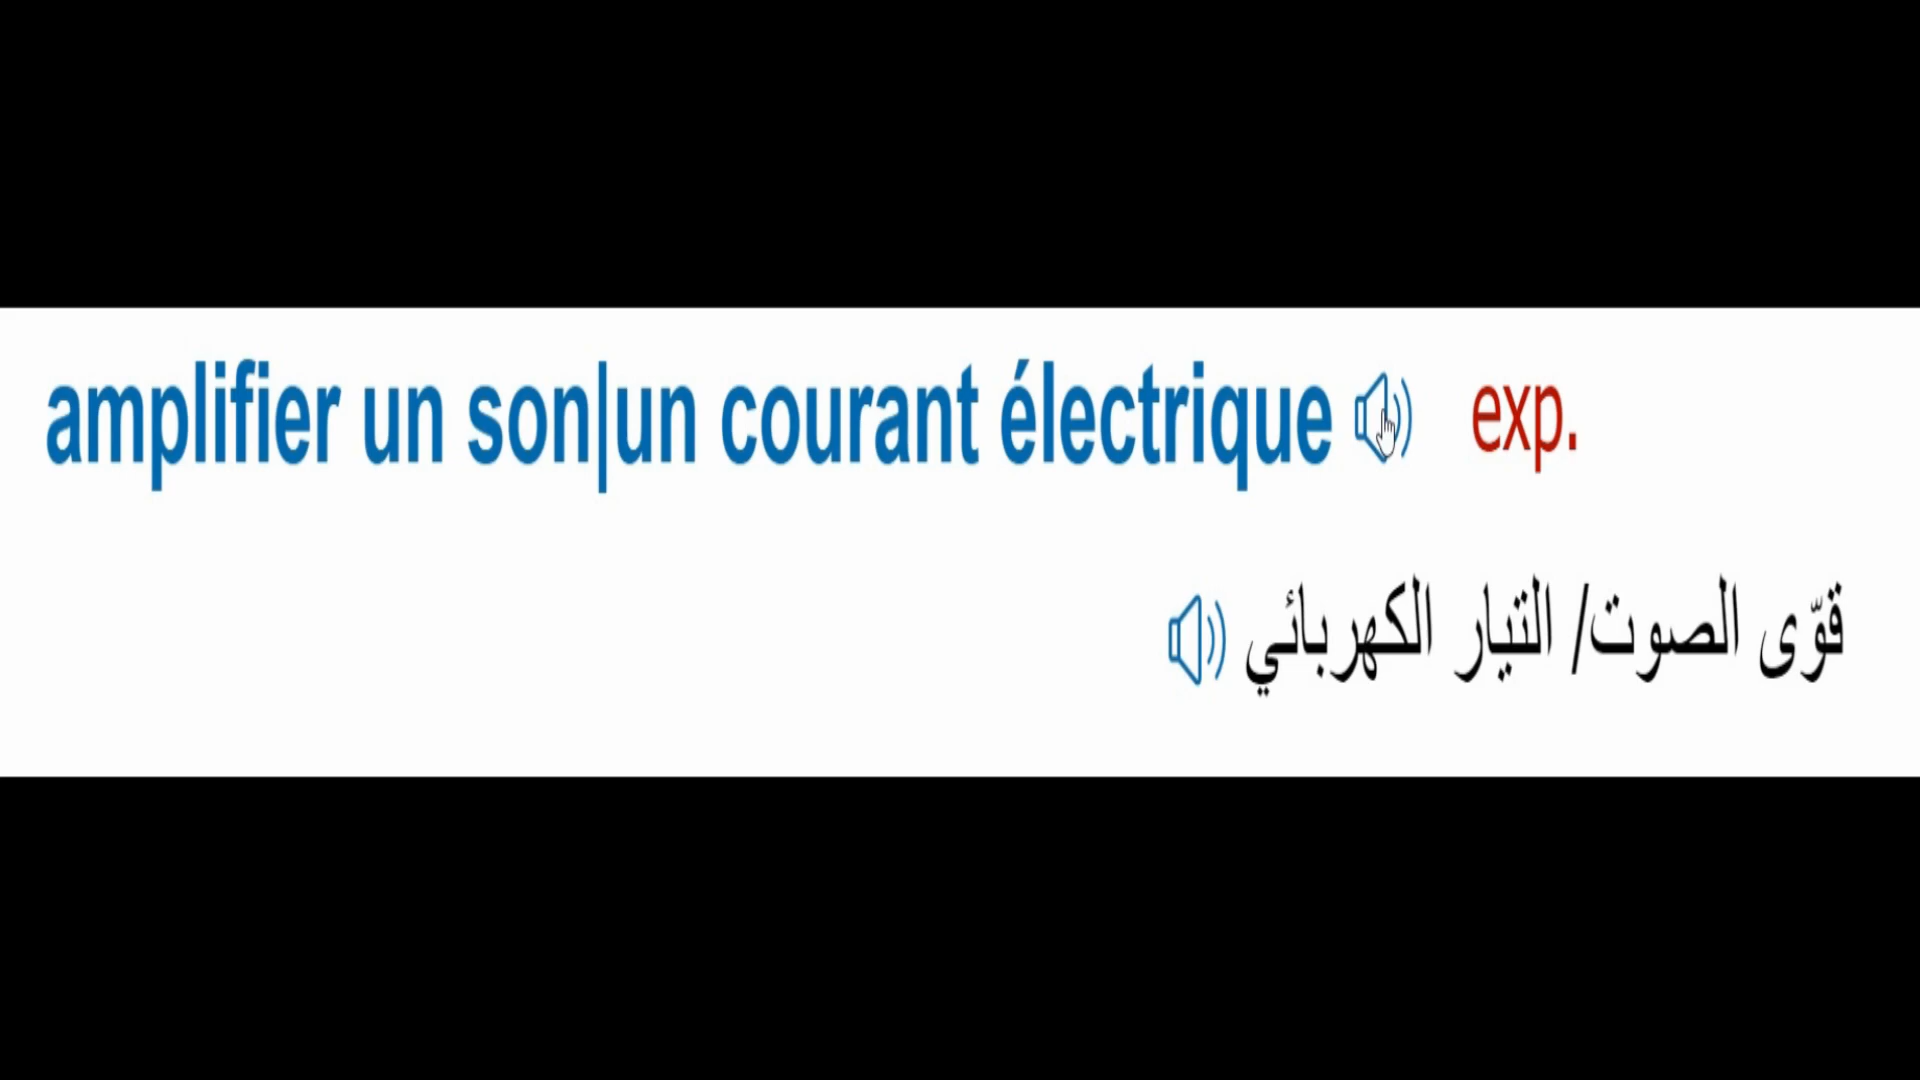 amplifier un son|un courant électrique exp.
قوّى الصوت/ التيار الكهربائي